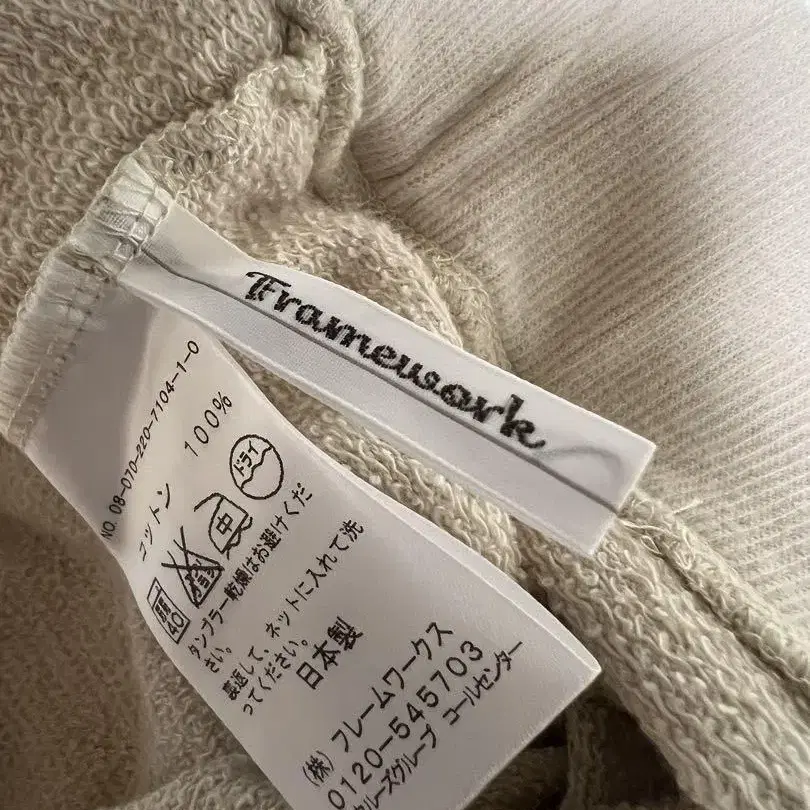 Framework
NO. 08-070-220-7104-1-0
コットン 100%
40 中 ドライ
タンブラー乾燥はお避けくだ
さい。
裏返して、ネットに入れて洗
ってください。
日本製
(株) フレームワークス
0120-545703
クルーズグループ コールセンター